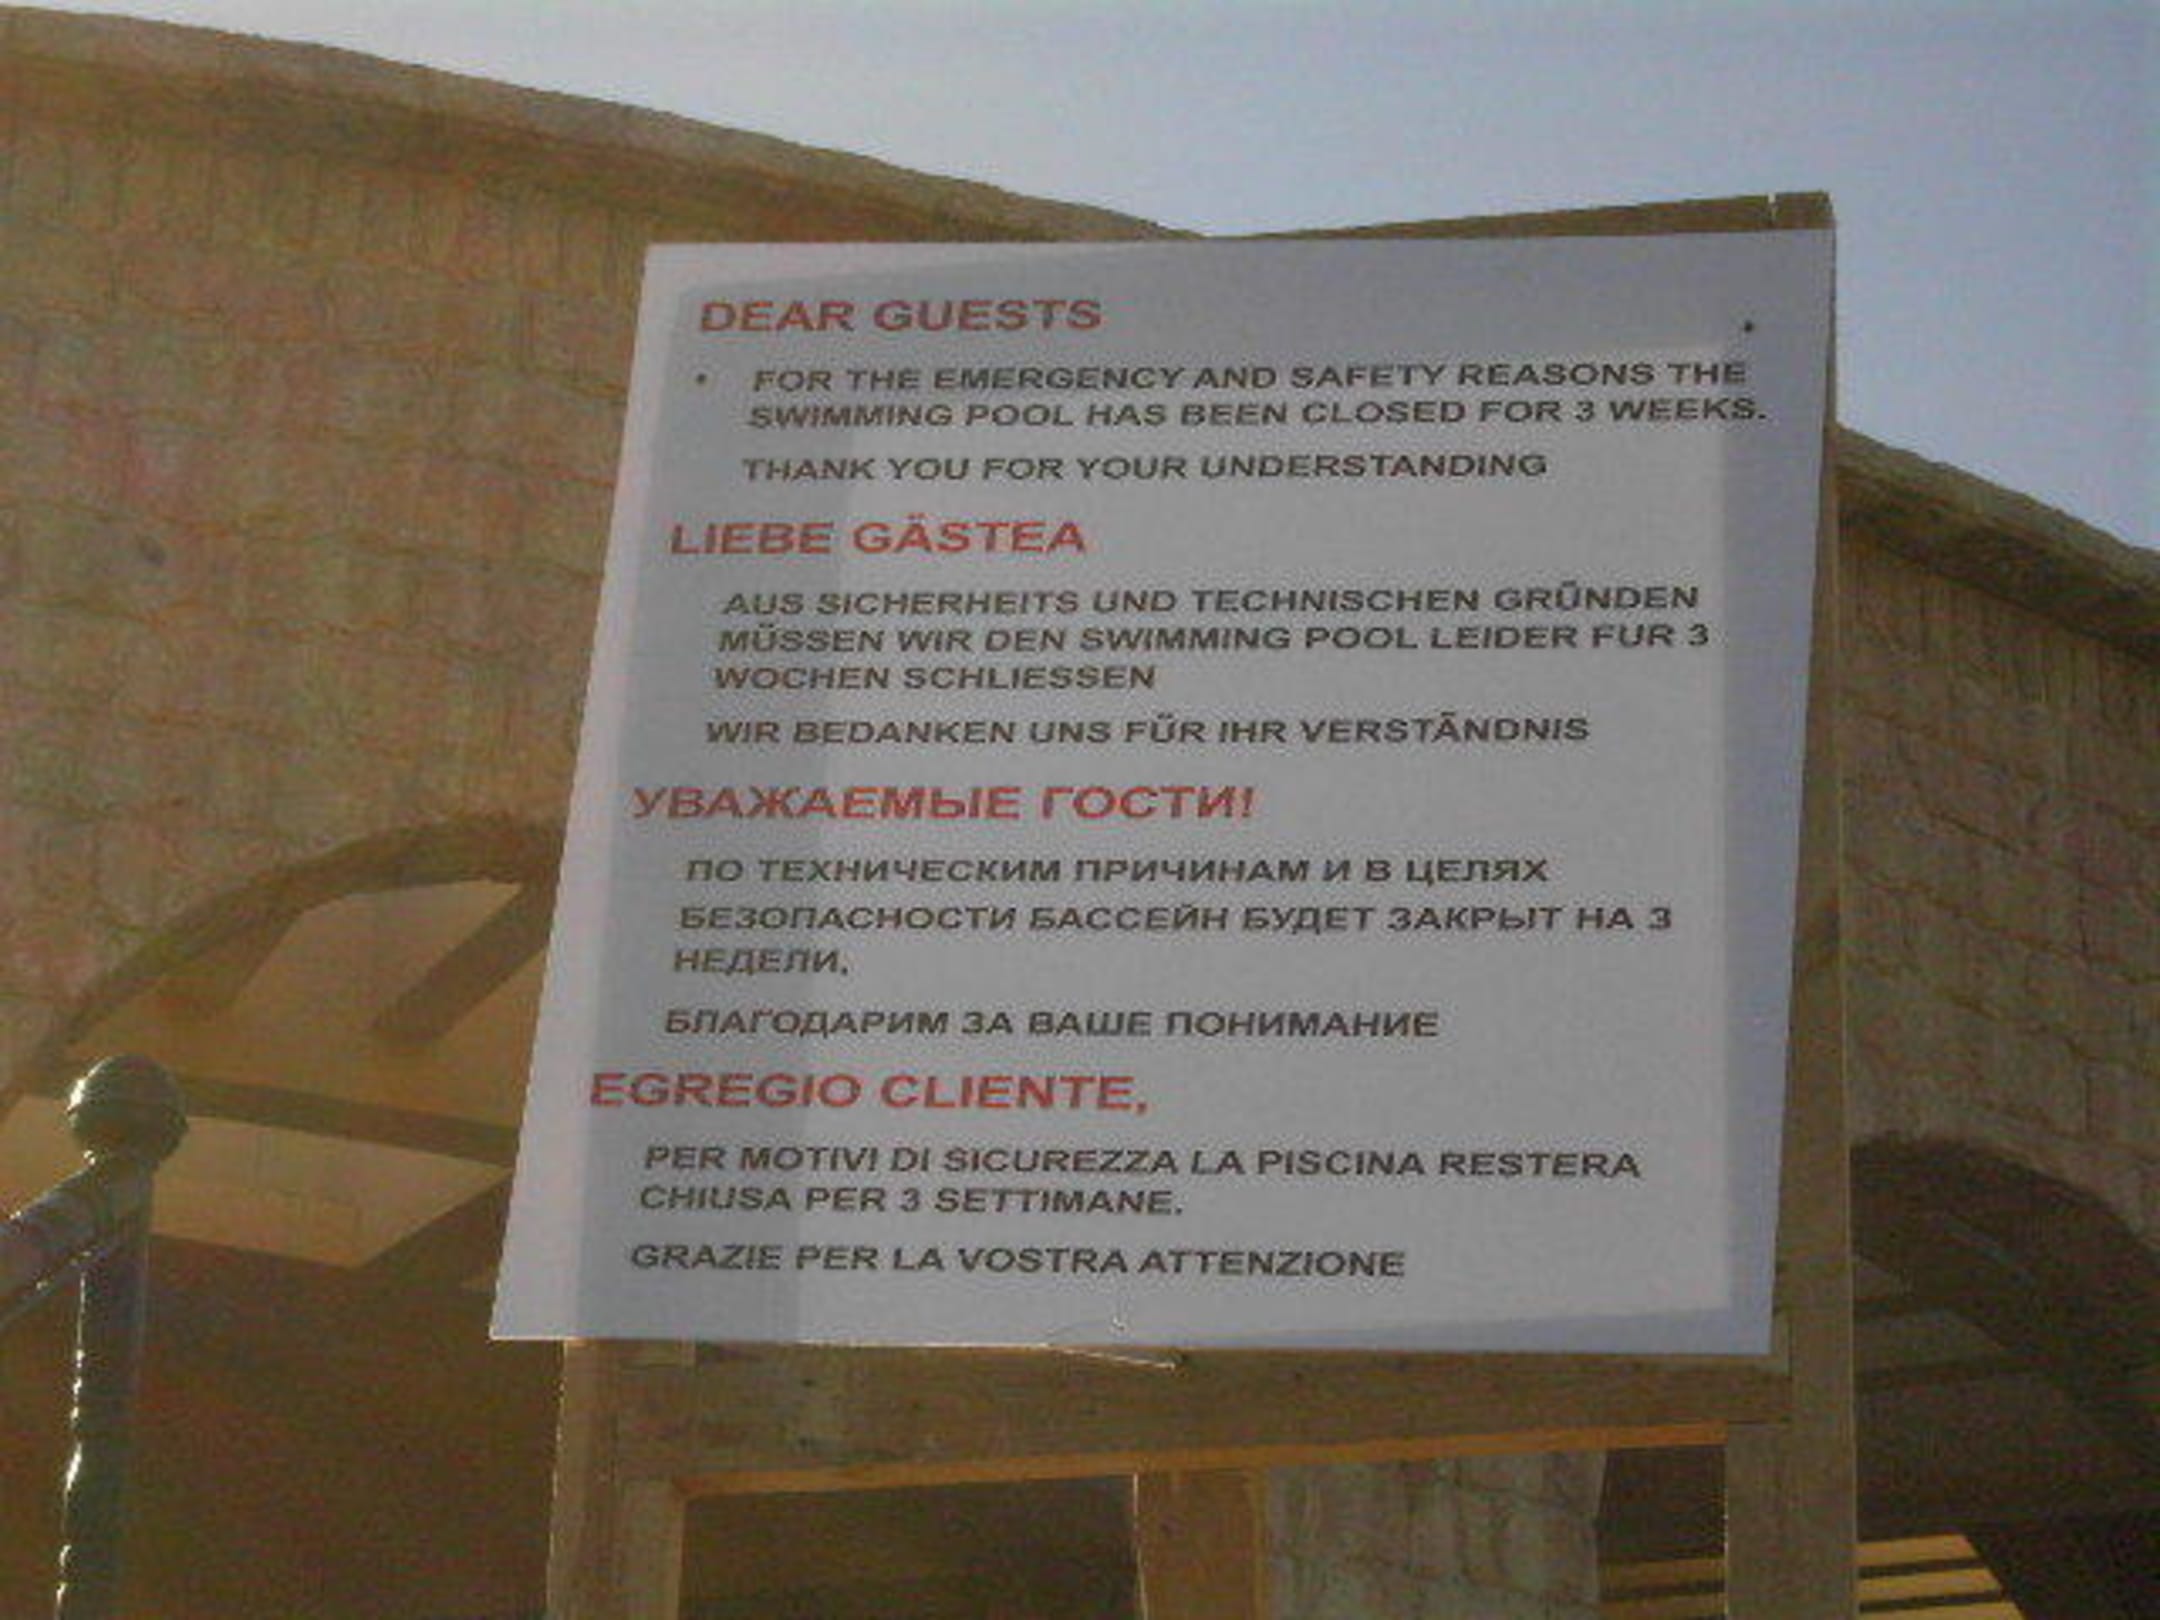 DEAR GUESTS
• FOR THE EMERGENCY AND SAFETY REASONS THE
SWIMMING POOL HAS BEEN CLOSED FOR 3 WEEKS.
THANK YOU FOR YOUR UNDERSTANDING
LIEBE GÄSTEA
AUS SICHERHEITS UND TECHNISCHEN GRÜNDEN
MÜSSEN WIR DEN SWIMMING POOL LEIDER FUR 3
WOCHEN SCHLIESSEN
WIR BEDANKEN UNS FÜR IHR VERSTÄNDNIS
УВАЖАЕМЫЕ ГОСТИ!
ПО ТЕХНИЧЕСКИМ ПРИЧИНАМ И В ЦЕЛЯХ
БЕЗОПАСНОСТИ БАССЕЙН БУДЕТ ЗАКРЫТ НА 3
НЕДЕЛИ.
БЛАГОДАРИМ ЗА ВАШЕ ПОНИМАНИЕ
EGREGIO CLIENTE,
PER MOTIVI DI SICUREZZA LA PISCINA RESTERA
CHIUSA PER 3 SETTIMANE.
GRAZIE PER LA VOSTRA ATTENZIONE